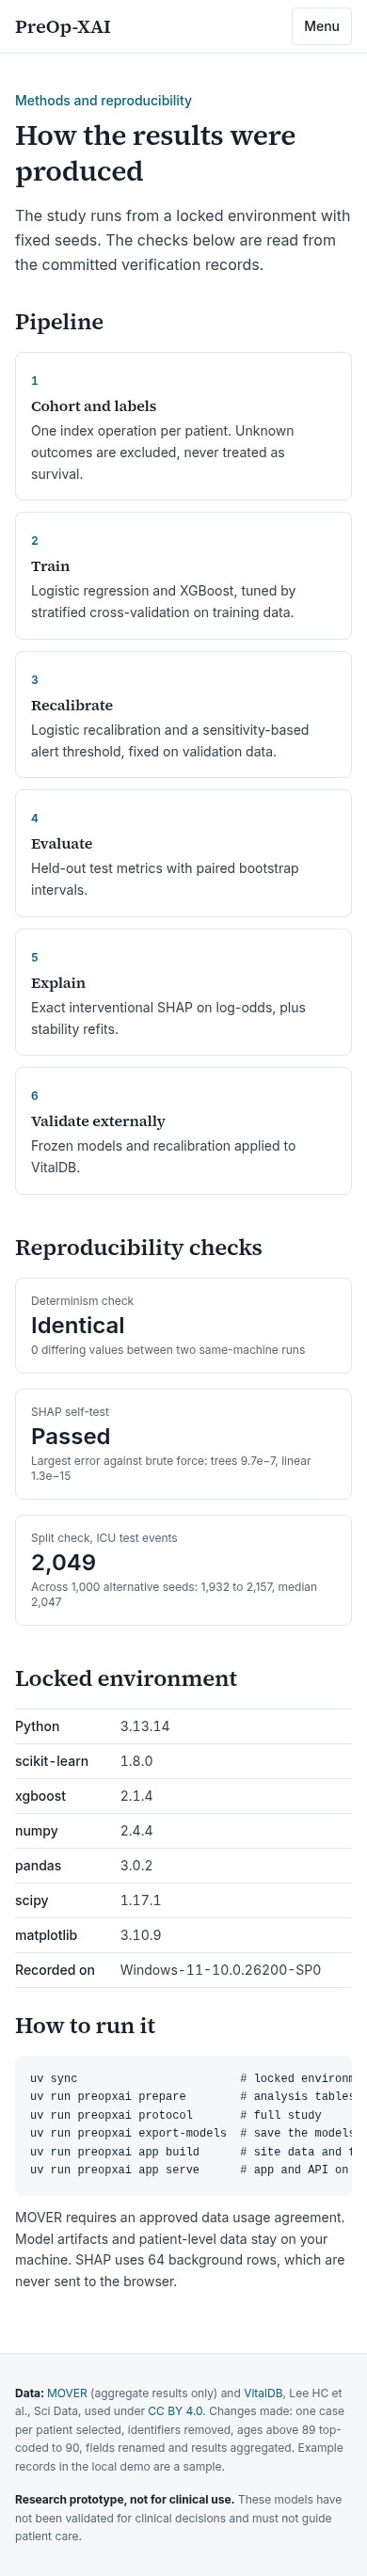 PreOp-XAI
Menu
Methods and reproducibility
How the results were
produced
The study runs from a locked environment with
fixed seeds. The checks below are read from
the committed verification records.
Pipeline
1
Cohort and labels
One index operation per patient. Unknown
outcomes are excluded, never treated as
survival.
2
Train
Logistic regression and XGBoost, tuned by
stratified cross-validation on training data.
3
Recalibrate
Logistic recalibration and a sensitivity-based
alert threshold, fixed on validation data.
4
Evaluate
Held-out test metrics with paired bootstrap
intervals.
5
Explain
Exact interventional SHAP on log-odds, plus
stability refits.
6
Validate externally
Frozen models and recalibration applied to
VitalDB.
Reproducibility checks
Determinism check
Identical
0 differing values between two same-machine runs
SHAP self-test
Passed
Largest error against brute force: trees 9.7e−7, linear
1.3e−15
Split check, ICU test events
2,049
Across 1,000 alternative seeds: 1,932 to 2,157, median
2,047
Locked environment
Python 3.13.14
scikit-learn 1.8.0
xgboost 2.1.4
numpy 2.4.4
pandas 3.0.2
scipy 1.17.1
matplotlib 3.10.9
Recorded on Windows-11-10.0.26200-SP0
How to run it
uv sync # locked environm
uv run preopxai prepare # analysis tables
uv run preopxai protocol # full study
uv run preopxai export-models # save the models
uv run preopxai app build # site data and f
uv run preopxai app serve # app and API on
MOVER requires an approved data usage agreement.
Model artifacts and patient-level data stay on your
machine. SHAP uses 64 background rows, which are
never sent to the browser.
Data: MOVER (aggregate results only) and VitalDB, Lee HC et
al., Sci Data, used under CC BY 4.0. Changes made: one case
per patient selected, identifiers removed, ages above 89 top-
coded to 90, fields renamed and results aggregated. Example
records in the local demo are a sample.
Research prototype, not for clinical use. These models have
not been validated for clinical decisions and must not guide
patient care.